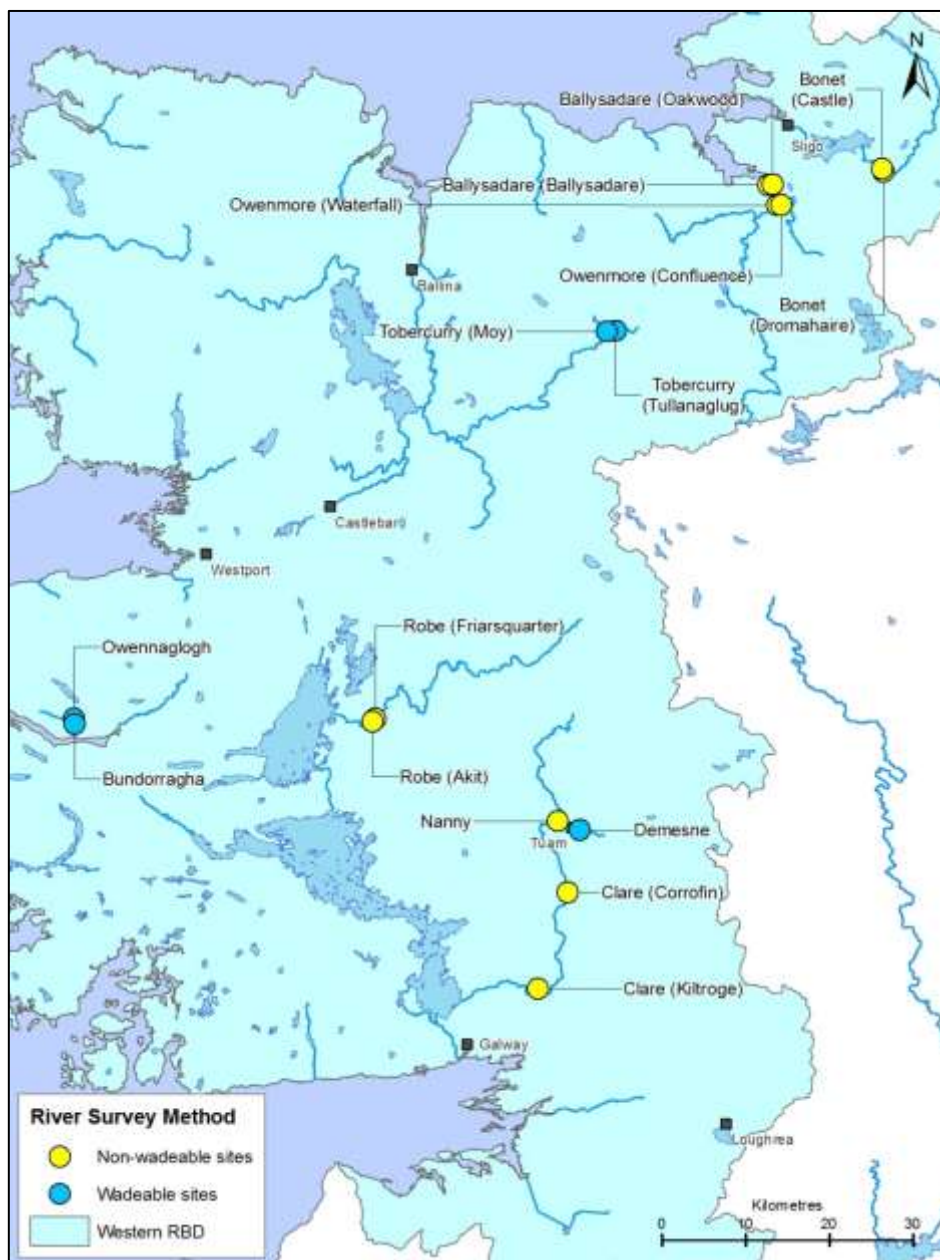 N
Bonet
(Castle)
Ballysadare (Oakwood)
Sligo
Ballysadare (Ballysadare)
Owenmore (Waterfall)
Ballina
Owenmore (Confluence)
Bonet
(Dromahaire)
Tobercurry (Moy)
Tobercurry
(Tullanaglug)
Castlebar
Westport
Owennaglogh
Robe (Friarsquarter)
Bundorragha
Robe (Akit)
Nanny
Demesne
Tuam
Clare (Corrofin)
Clare (Kiltroge)
Galway
River Survey Method
Non-wadeable sites
Wadeable sites
Western RBD
Loughrea
Kilometres
0 10 20 30